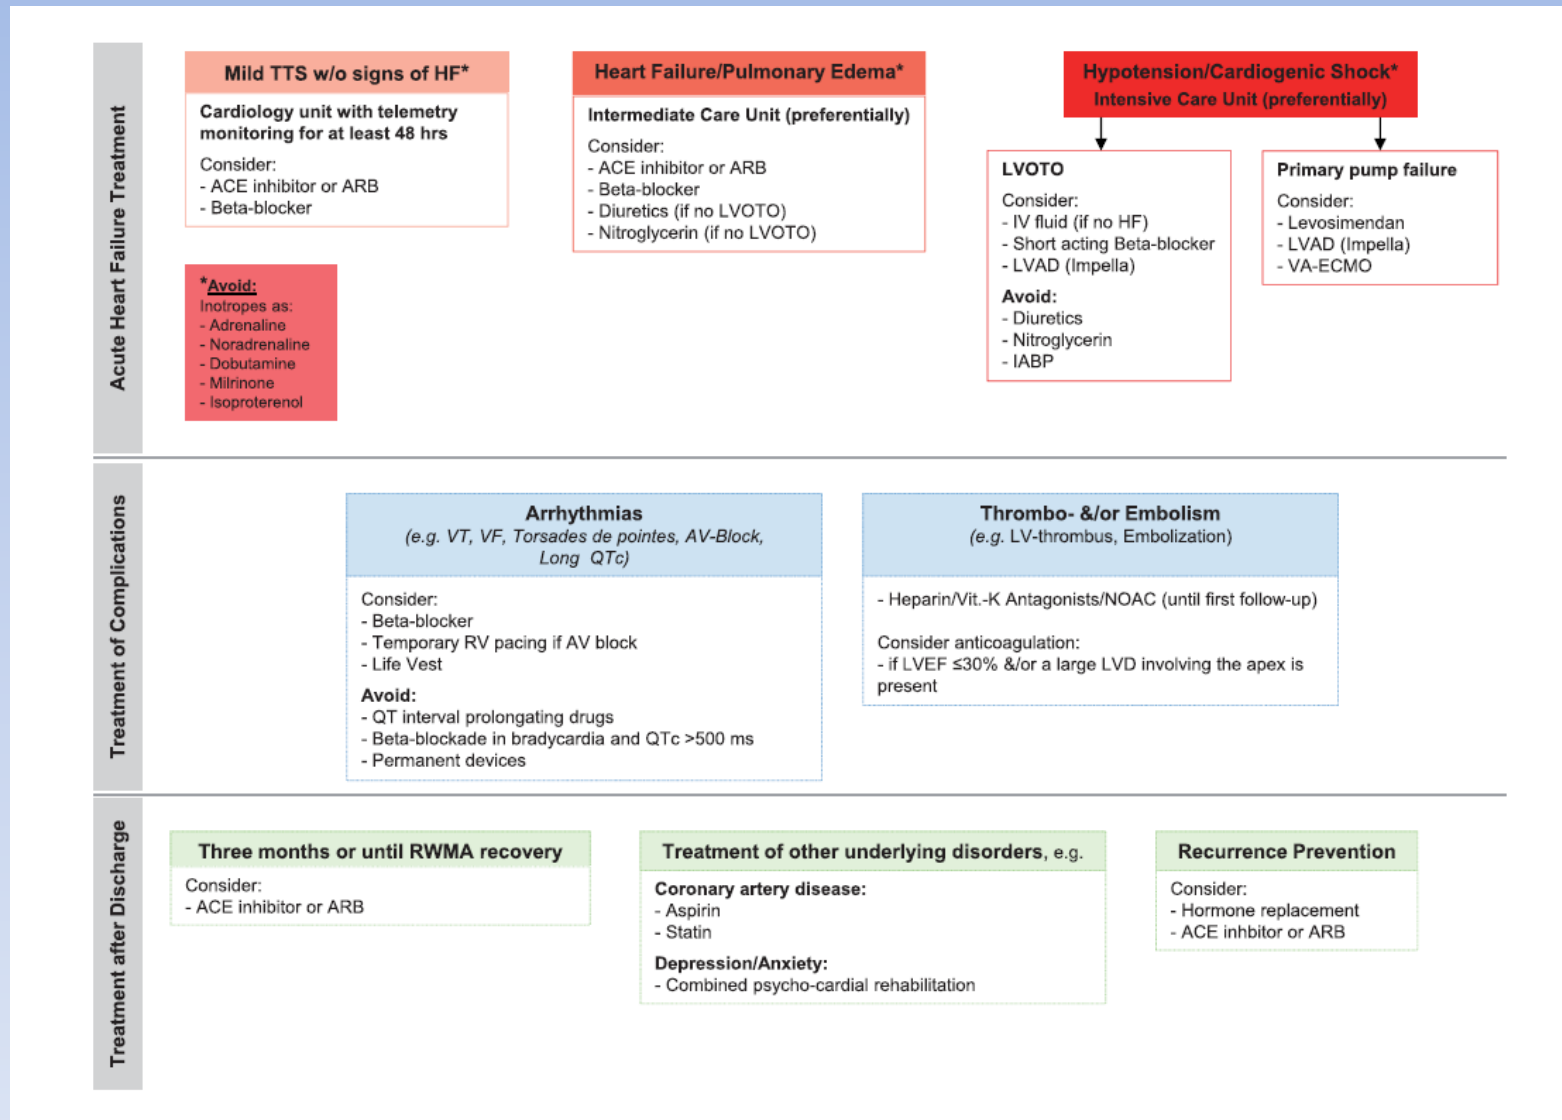 Acute Heart Failure Treatment
Mild TTS w/o signs of HF*
Cardiology unit with telemetry
monitoring for at least 48 hrs
Consider:
- ACE inhibitor or ARB
- Beta-blocker
*Avoid:
Inotropes as:
- Adrenaline
- Noradrenaline
- Dobutamine
- Milrinone
- Isoproterenol
Heart Failure/Pulmonary Edema*
Intermediate Care Unit (preferentially)
Consider:
- ACE inhibitor or ARB
- Beta-blocker
- Diuretics (if no LVOTO)
- Nitroglycerin (if no LVOTO)
Hypotension/Cardiogenic Shock*
Intensive Care Unit (preferentially)
LVOTO
Consider:
- IV fluid (if no HF)
- Short acting Beta-blocker
- LVAD (Impella)
Avoid:
- Diuretics
- Nitroglycerin
- IABP
Primary pump failure
Consider:
- Levosimendan
- LVAD (Impella)
- VA-ECMO
Treatment of Complications
Arrhythmias
(e.g. VT, VF, Torsades de pointes, AV-Block,
Long QTc)
Consider:
- Beta-blocker
- Temporary RV pacing if AV block
- Life Vest
Avoid:
- QT interval prolongating drugs
- Beta-blockade in bradycardia and QTc >500 ms
- Permanent devices
Thrombo- &/or Embolism
(e.g. LV-thrombus, Embolization)
- Heparin/Vit.-K Antagonists/NOAC (until first follow-up)
Consider anticoagulation:
- if LVEF ≤30% &/or a large LVD involving the apex is
present
Treatment after Discharge
Three months or until RWMA recovery
Consider:
- ACE inhibitor or ARB
Treatment of other underlying disorders, e.g.
Coronary artery disease:
- Aspirin
- Statin
Depression/Anxiety:
- Combined psycho-cardial rehabilitation
Recurrence Prevention
Consider:
- Hormone replacement
- ACE inhbitor or ARB